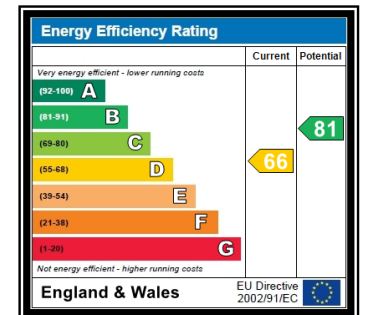 Energy Efficiency Rating
Current Potential
Very energy efficient - lower running costs
(92-100) A
(81-91) B
(69-80) C
(55-68) D
(39-54) E
(21-38) F
(1-20) G
66
81
Not energy efficient - higher running costs
England & Wales
EU Directive
2002/91/EC